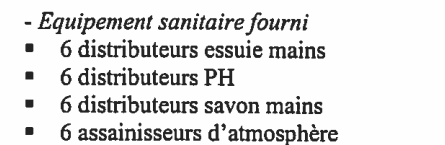 - Equipement sanitaire fourni
▪ 6 distributeurs essuie mains
▪ 6 distributeurs PH
▪ 6 distributeurs savon mains
▪ 6 assainisseurs d'atmosphère